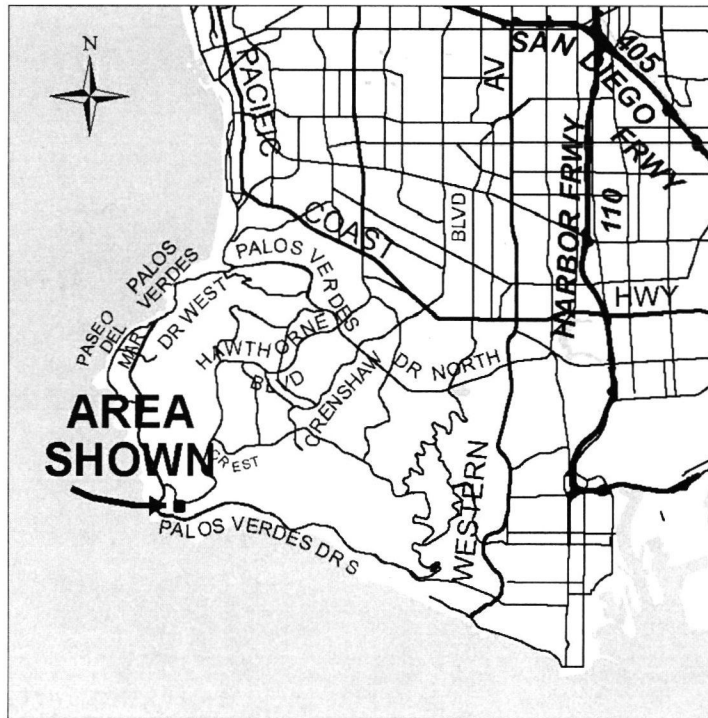 N
SAN DIEGO FRWY
405
PACIFIC
AV
COAST
BLVD
HARBOR FRWY
110
HWY
PALOS VERDES
PALOS
VERDES
DR WEST
PASEO
DEL
MAR
HAWTHORNE
BLVD
CRENSHAW
DR NORTH
AREA
SHOWN
CREST
WESTERN
PALOS VERDES DR S